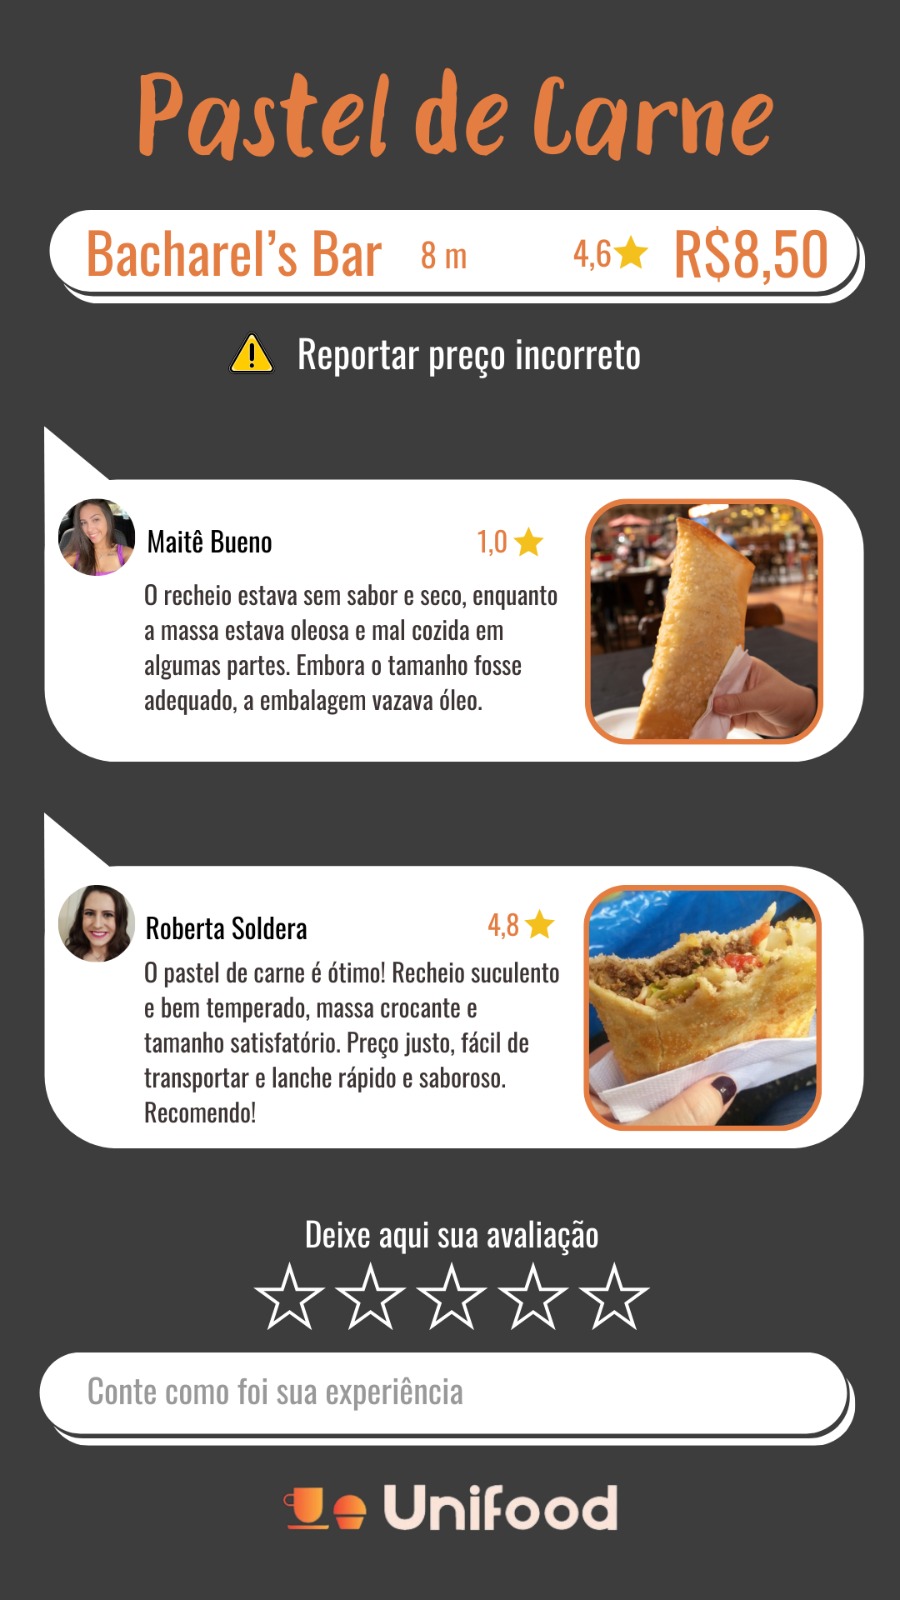 Pastel de Carne
Bacharel’s Bar 8 m 4,6 R$8,50
Reportar preço incorreto
Maitê Bueno 1,0
O recheio estava sem sabor e seco, enquanto
a massa estava oleosa e mal cozida em
algumas partes. Embora o tamanho fosse
adequado, a embalagem vazava óleo.
Roberta Soldera 4,8
O pastel de carne é ótimo! Recheio suculento
e bem temperado, massa crocante e
tamanho satisfatório. Preço justo, fácil de
transportar e lanche rápido e saboroso.
Recomendo!
Deixe aqui sua avaliação
Conte como foi sua experiência
Unifood